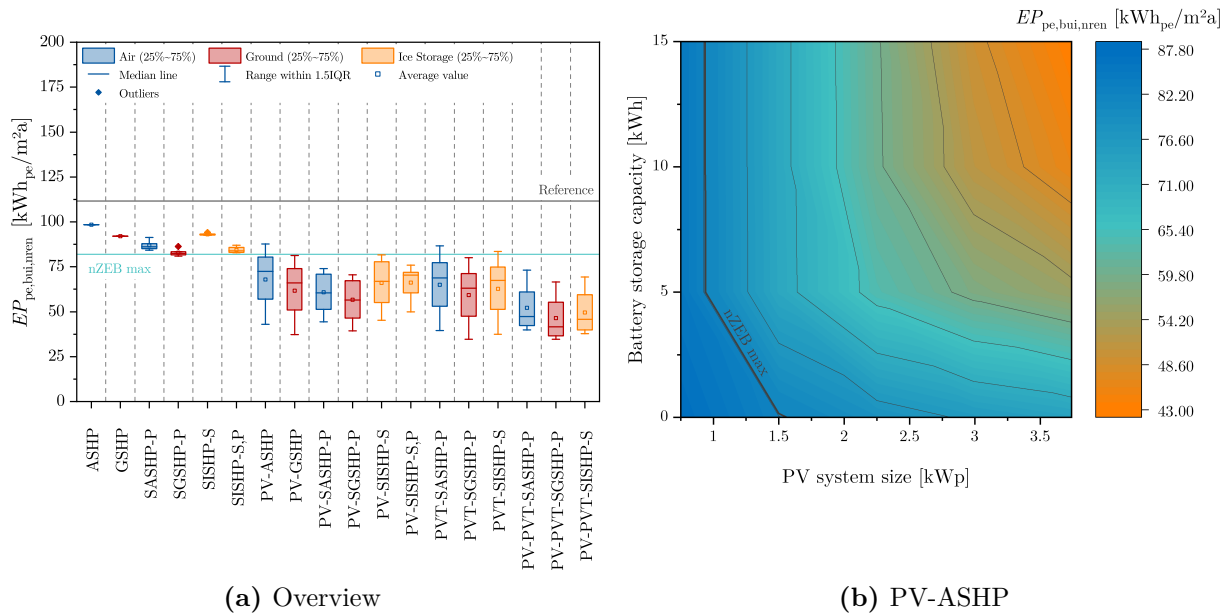 Air (25%~75%) Ground (25%~75%) Ice Storage (25%~75%)
Median line Range within 1.5IQR Average value
Outliers
200
175
150
125
100
75
50
25
0
EPpe,bui,nren [kWhpe/m²a]
Reference
nZEB max
ASHP
GSHP
SASHP-P
SGSHP-P
SISHP-S
SISHP-S,P
PV-ASHP
PV-GSHP
PV-SASHP-P
PV-SGSHP-P
PV-SISHP-S
PV-SISHP-S,P
PVT-SASHP-P
PVT-SGSHP-P
PVT-SISHP-S
PV-PVT-SASHP-P
PV-PVT-SGSHP-P
PV-PVT-SISHP-S
(a) Overview
EPpe,bui,nren [kWhpe/m²a]
15
10
5
0
Battery storage capacity [kWh]
nZEB max
1 1.5 2 2.5 3 3.5
PV system size [kWp]
87.80
82.20
76.60
71.00
65.40
59.80
54.20
48.60
43.00
(b) PV-ASHP